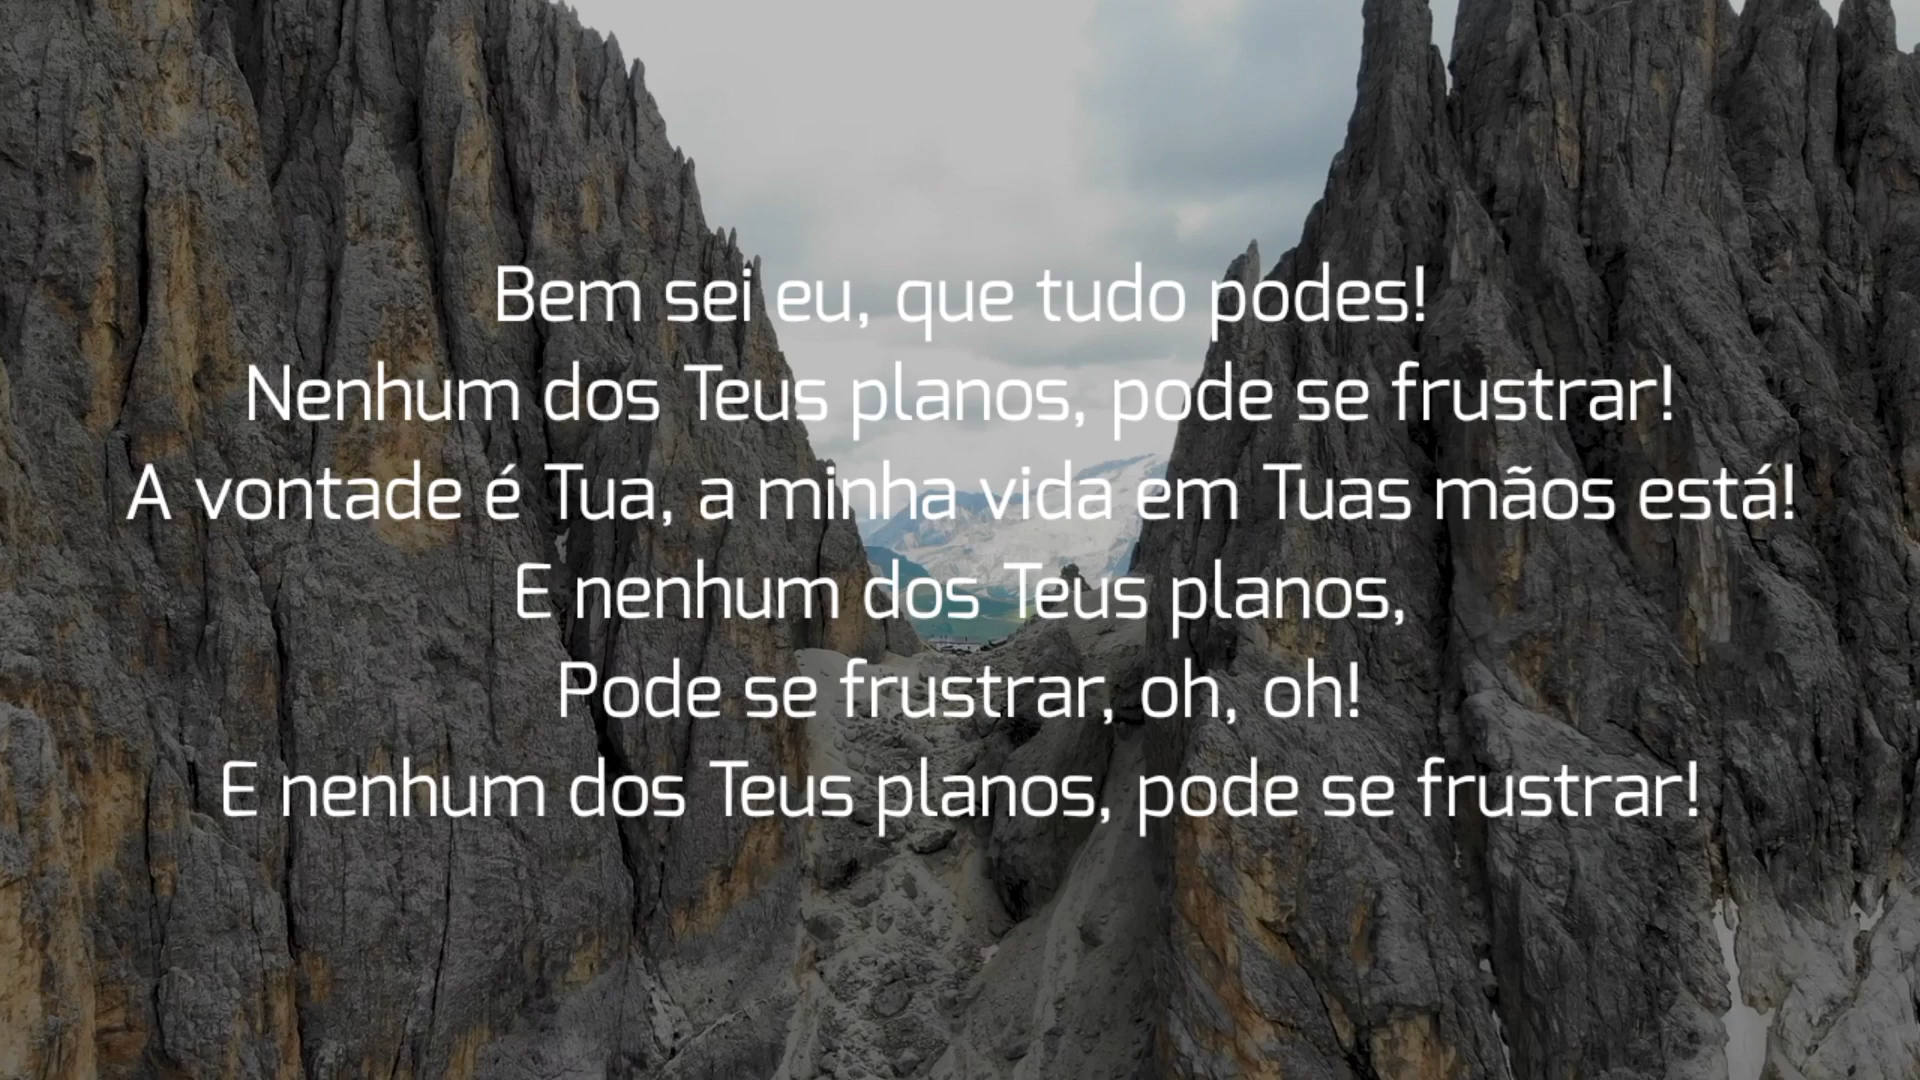 Bem sei eu, que tudo podes!
Nenhum dos Teus planos, pode se frustrar!
A vontade é Tua, a minha vida em Tuas mãos está!
E nenhum dos Teus planos,
Pode se frustrar, oh, oh!
E nenhum dos Teus planos, pode se frustrar!